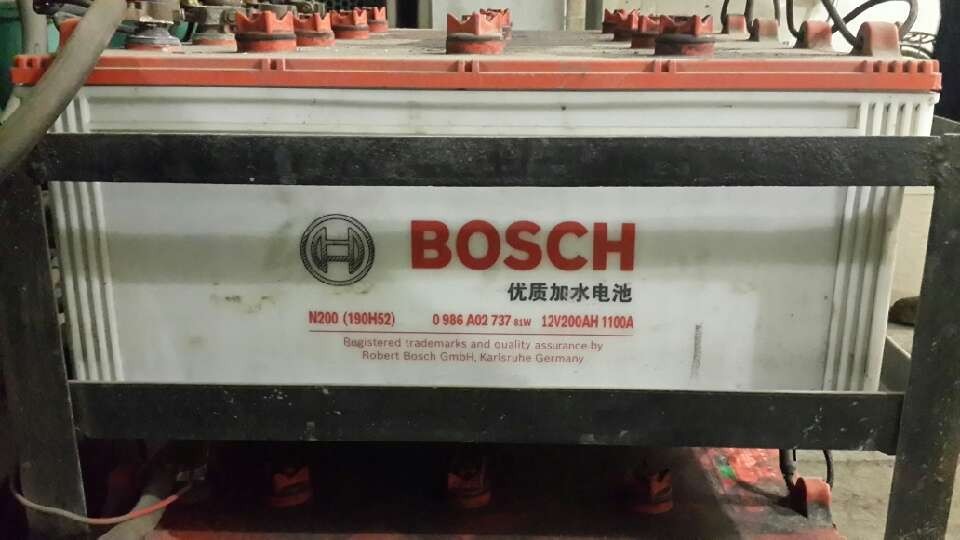 BOSCH
优质加水电池
N200 (190H52) 0 986 A02 737 81W 12V200AH 1100A
Registered trademarks and quality assurance by
Robert Bosch GmbH, Karlsruhe Germany